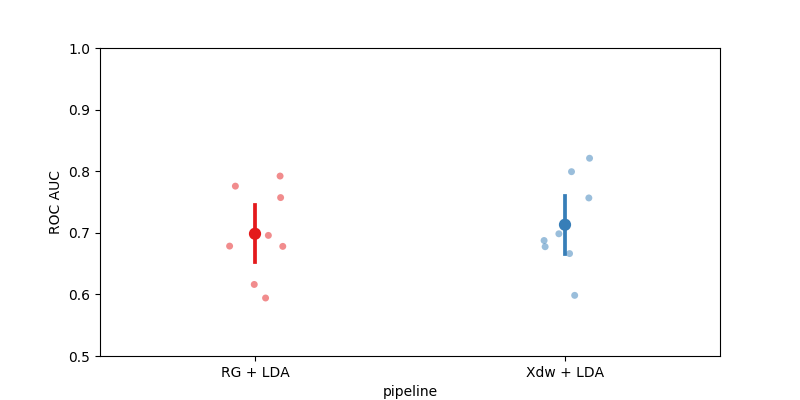 1.0
0.9
0.8
0.7
0.6
0.5
ROC AUC
RG + LDA
Xdw + LDA
pipeline